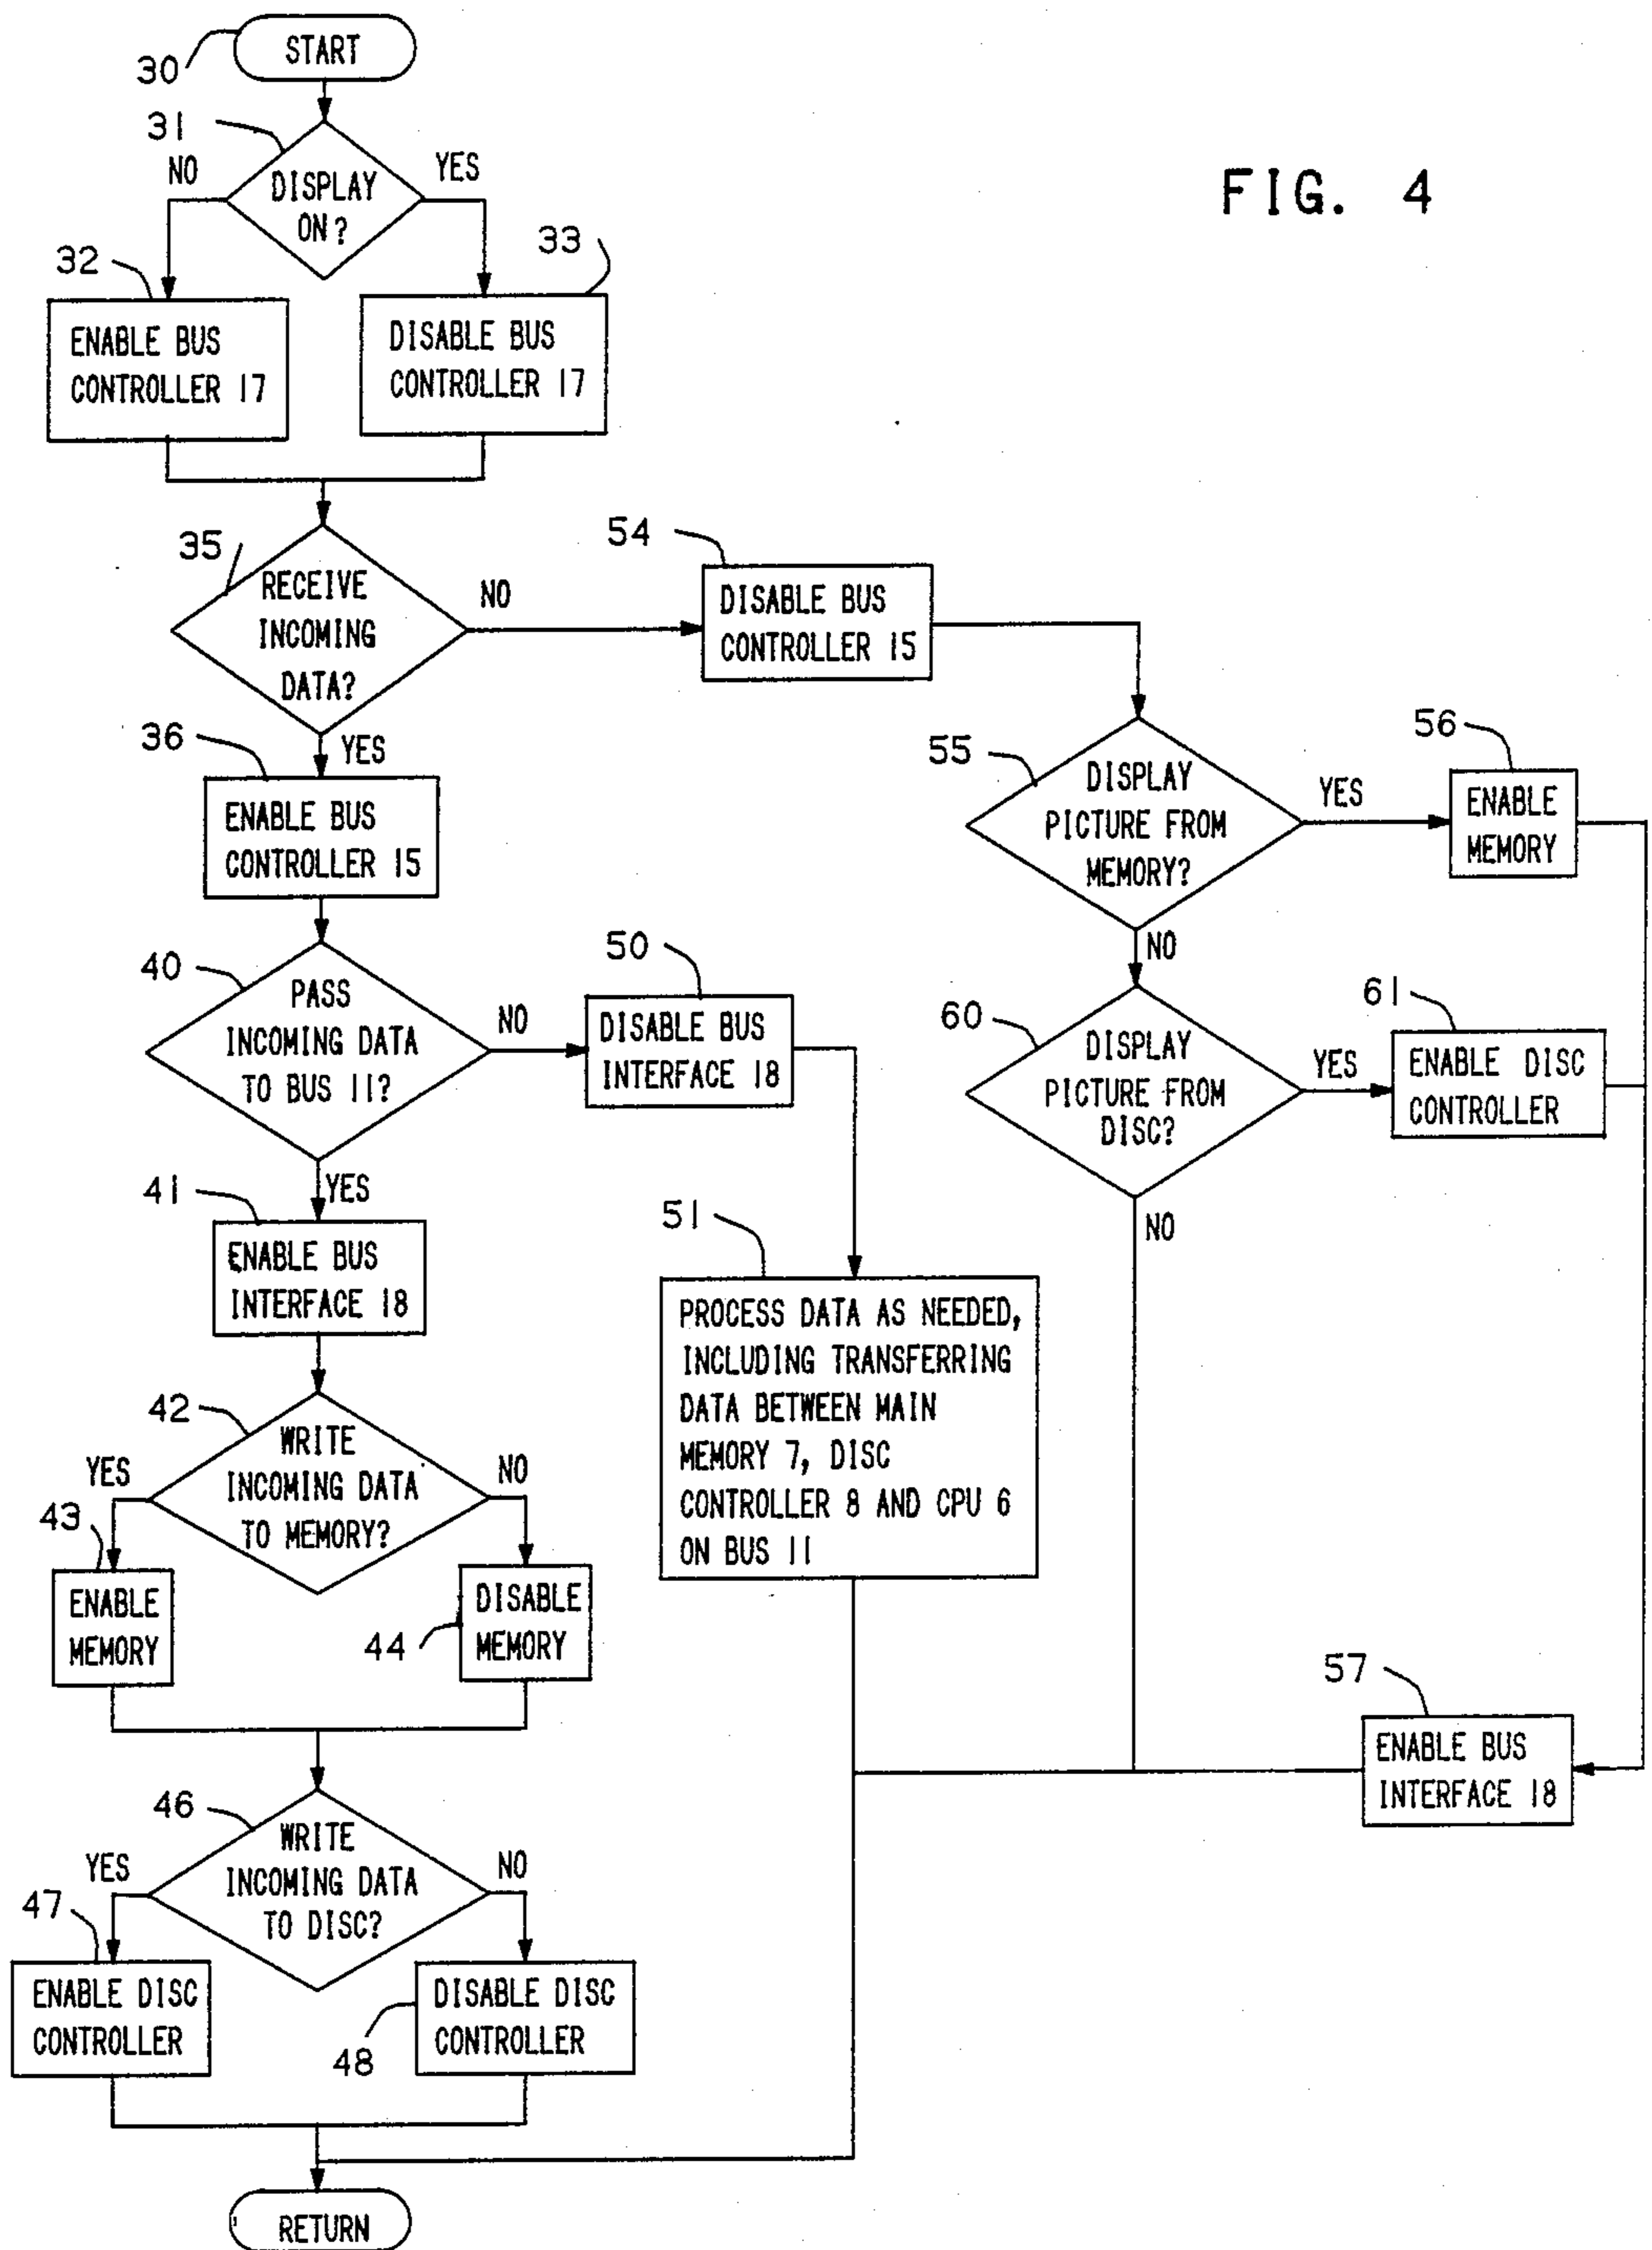 30
START
FIG. 4
31
NO
YES
DISPLAY
ON?
32
33
ENABLE BUS
CONTROLLER 17
DISABLE BUS
CONTROLLER 17
35
RECEIVE
INCOMING
DATA?
NO
YES
54
DISABLE BUS
CONTROLLER 15
36
ENABLE BUS
CONTROLLER 15
55
DISPLAY
PICTURE FROM
MEMORY?
YES
NO
56
ENABLE
MEMORY
40
PASS
INCOMING DATA
TO BUS 11?
NO
YES
50
DISABLE BUS
INTERFACE 18
60
DISPLAY
PICTURE FROM
DISC?
YES
NO
61
ENABLE DISC
CONTROLLER
41
ENABLE BUS
INTERFACE 18
51
PROCESS DATA AS NEEDED,
INCLUDING TRANSFERRING
DATA BETWEEN MAIN
MEMORY 7, DISC
CONTROLLER 8 AND CPU 6
ON BUS 11
42
WRITE
INCOMING DATA
TO MEMORY?
YES
NO
43
ENABLE
MEMORY
44
DISABLE
MEMORY
57
ENABLE BUS
INTERFACE 18
46
WRITE
INCOMING DATA
TO DISC?
YES
NO
47
ENABLE DISC
CONTROLLER
48
DISABLE DISC
CONTROLLER
RETURN